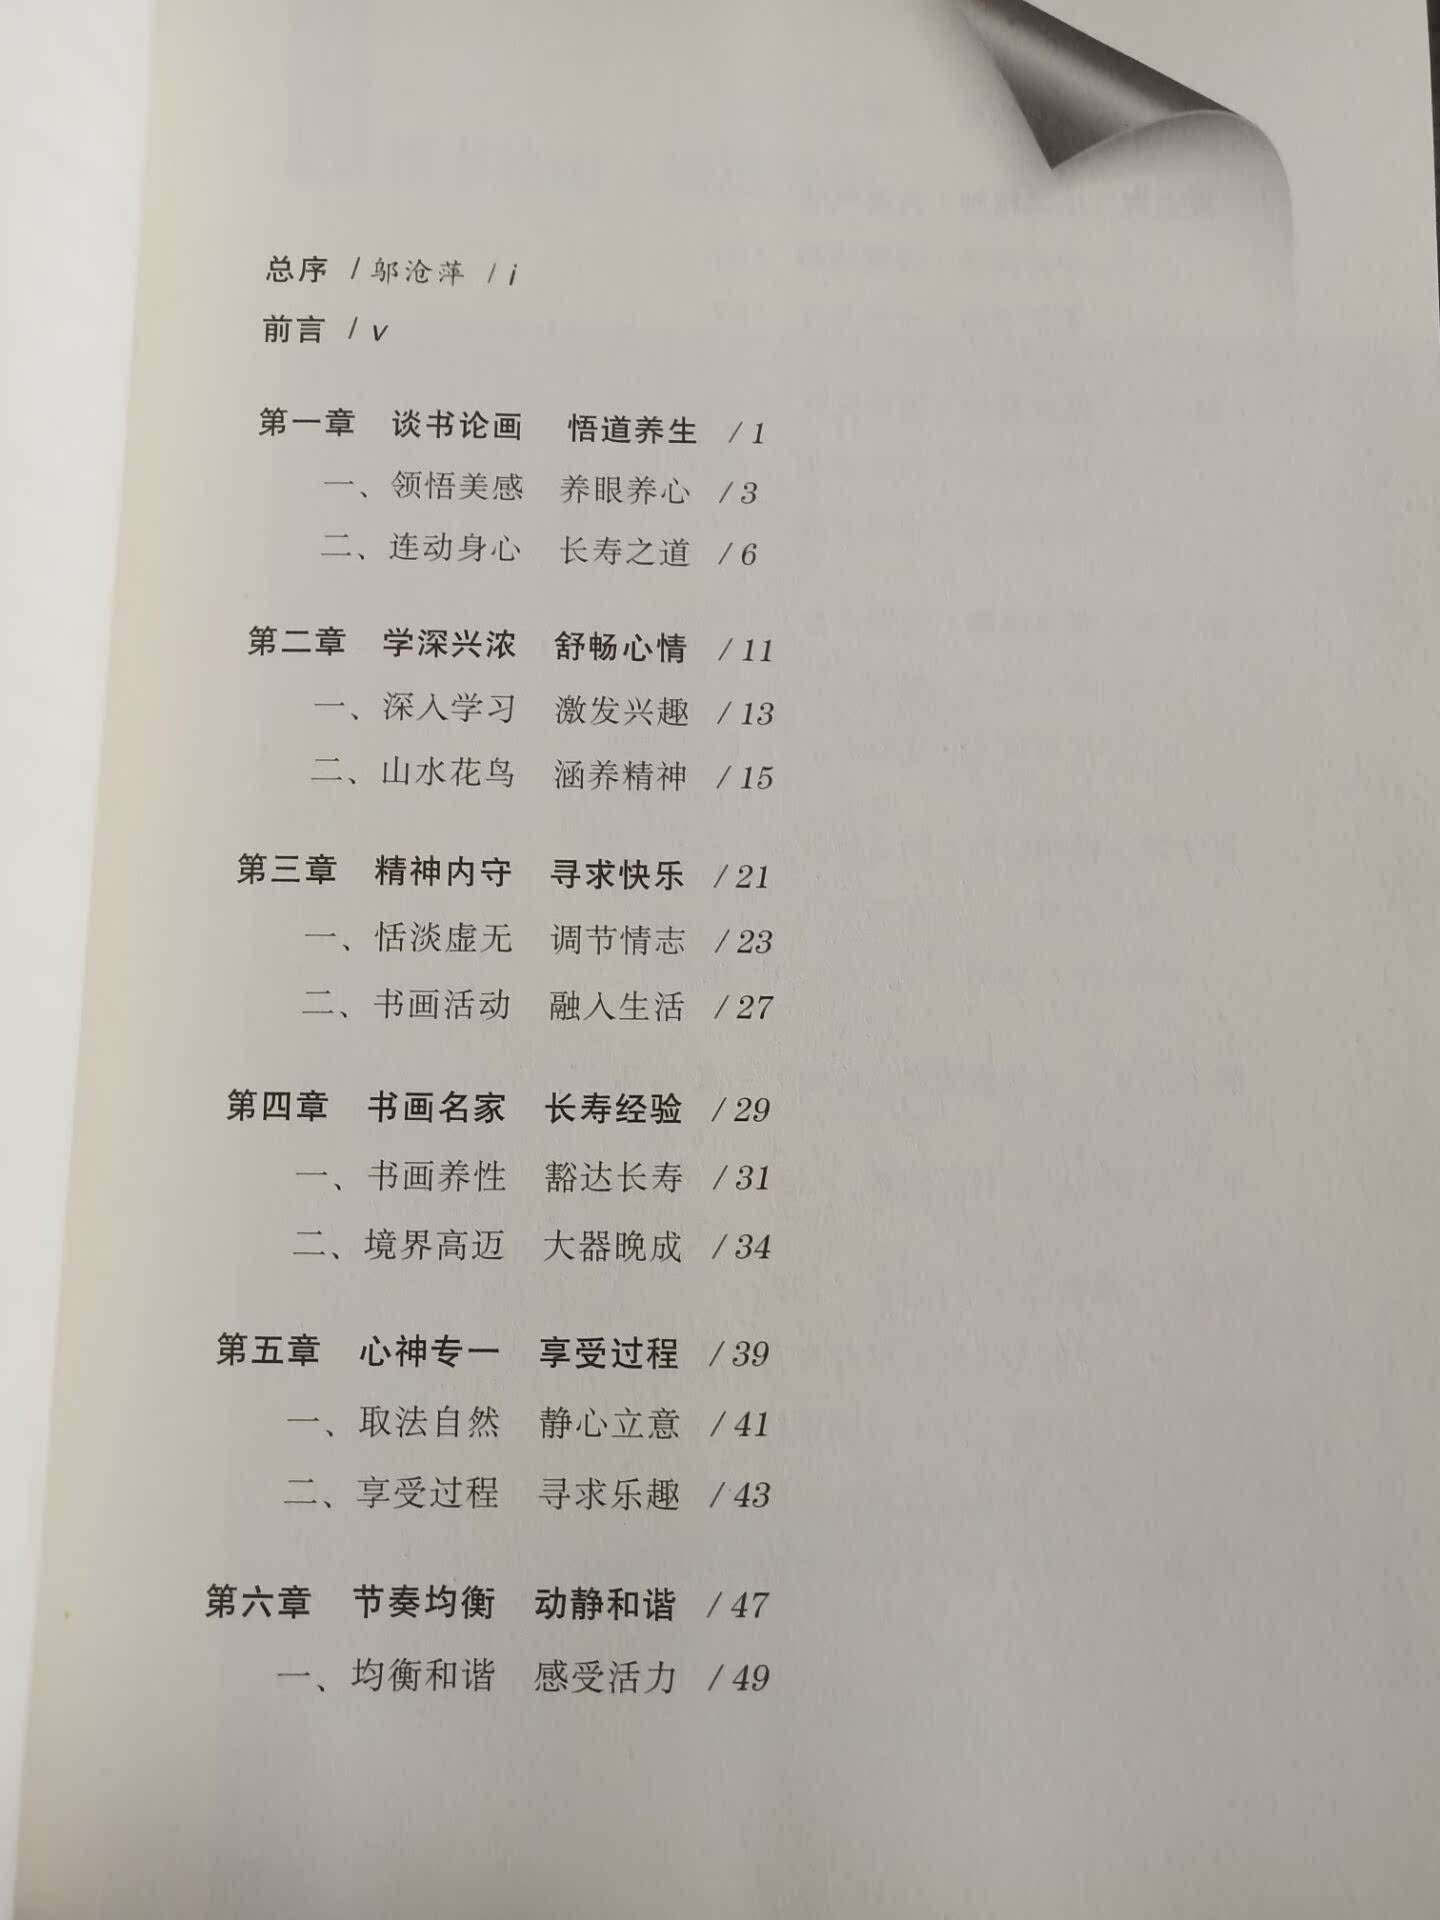 总序 / 邬沧萍 / i
前言 / v
第一章 谈书论画 悟道养生 / 1
一、领悟美感 养眼养心 / 3
二、连动身心 长寿之道 / 6
第二章 学深兴浓 舒畅心情 / 11
一、深入学习 激发兴趣 / 13
二、山水花鸟 涵养精神 / 15
第三章 精神内守 寻求快乐 / 21
一、恬淡虚无 调节情志 / 23
二、书画活动 融入生活 / 27
第四章 书画名家 长寿经验 / 29
一、书画养性 豁达长寿 / 31
二、境界高迈 大器晚成 / 34
第五章 心神专一 享受过程 / 39
一、取法自然 静心立意 / 41
二、享受过程 寻求乐趣 / 43
第六章 节奏均衡 动静和谐 / 47
一、均衡和谐 感受活力 / 49